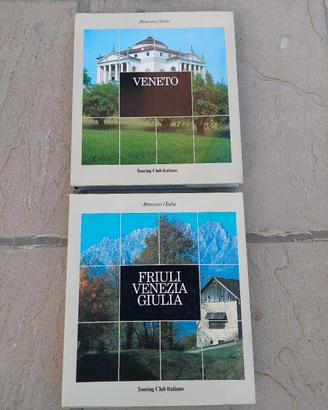 Attraverso l'Italia
VENETO
Touring Club Italiano
Attraverso l'Italia
FRIULI
VENEZIA
GIULIA
Touring Club Italiano